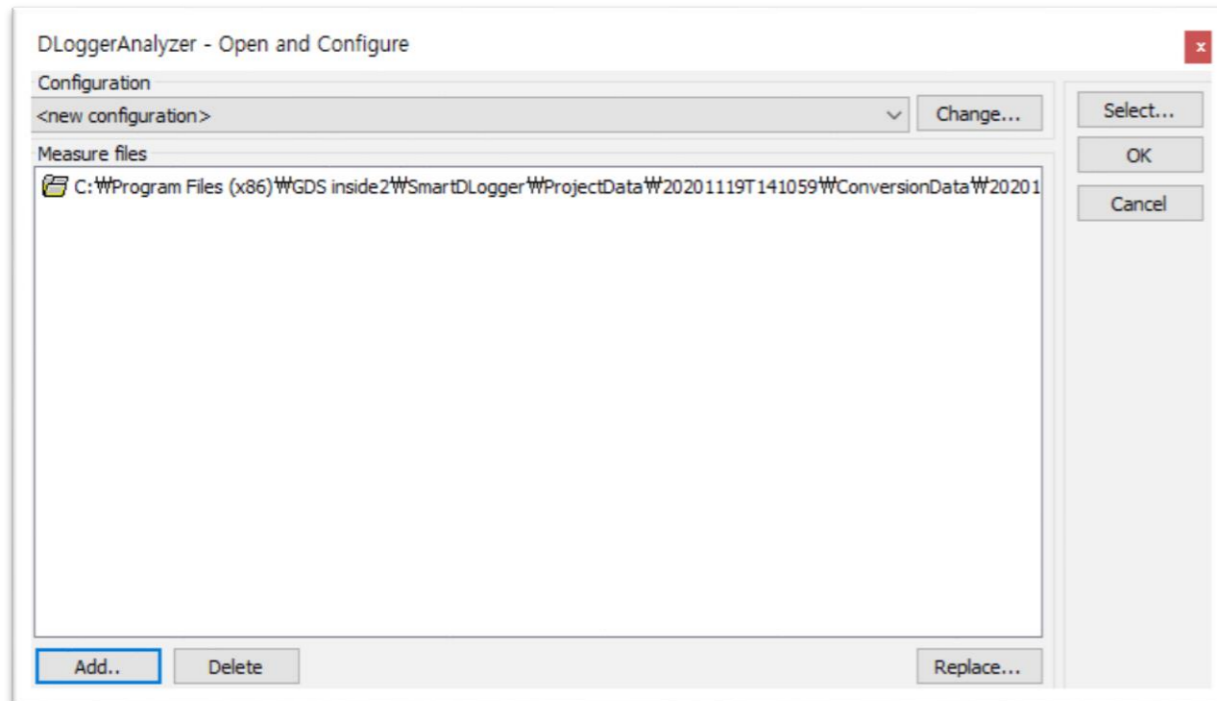 DLoggerAnalyzer - Open and Configure
x
Configuration
<new configuration>
Change...
Select...
Measure files
OK
C:₩Program Files (x86)₩GDS inside2₩SmartDLogger₩ProjectData₩20201119T141059₩ConversionData₩20201
Cancel
Add..
Delete
Replace...